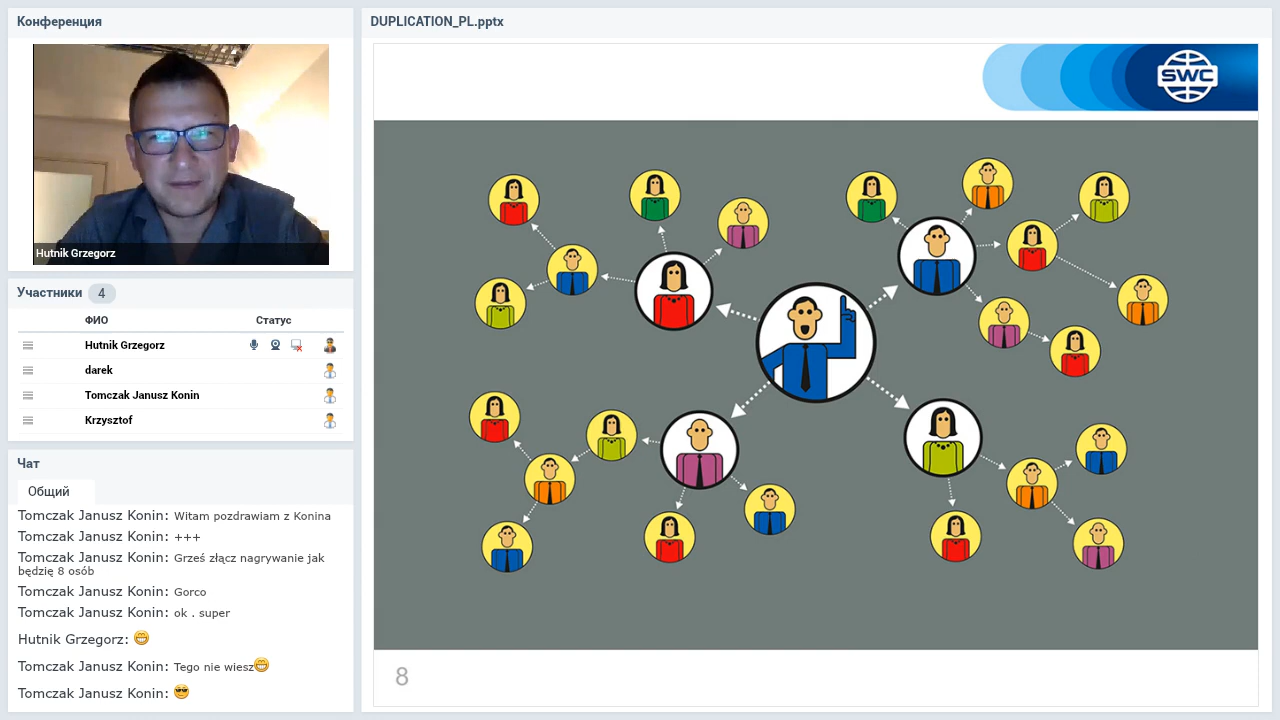 Конференция
Hutnik Grzegorz
Участники 4
ФИО Статус
Hutnik Grzegorz
darek
Tomczak Janusz Konin
Krzysztof
Чат
Общий
Tomczak Janusz Konin: Witam pozdrawiam z Konina
Tomczak Janusz Konin: +++
Tomczak Janusz Konin: Grześ złącz nagrywanie jak
będzię 8 osób
Tomczak Janusz Konin: Gorco
Tomczak Janusz Konin: ok . super
Hutnik Grzegorz:
Tomczak Janusz Konin: Tego nie wiesz
Tomczak Janusz Konin:
DUPLICATION_PL.pptx
SWC
8